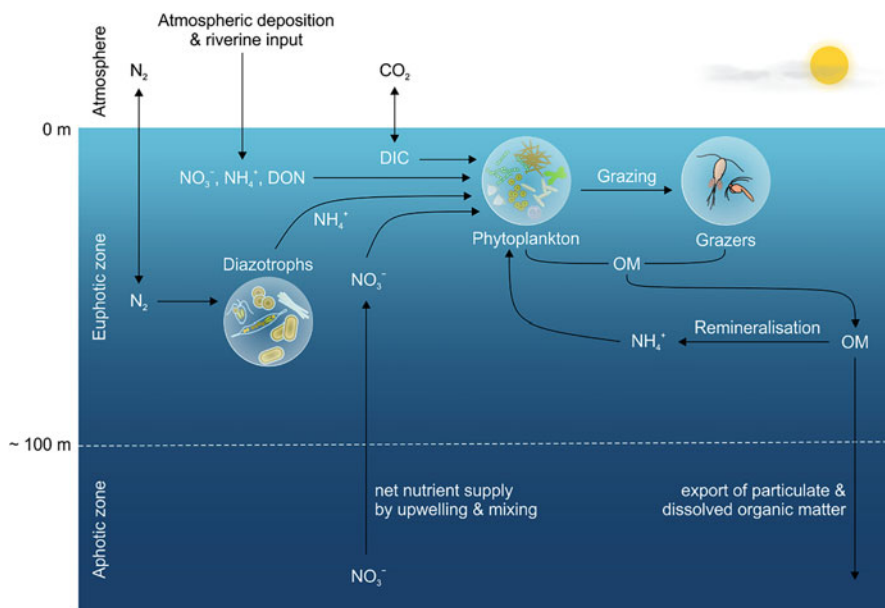 Atmospheric deposition
& riverine input
Atmosphere
N₂
CO₂
0 m
DIC
NO₃⁻, NH₄⁺, DON
Grazing
NH₄⁺
Phytoplankton
Grazers
Diazotrophs
OM
Euphotic zone
NO₃⁻
N₂
Remineralisation
NH₄⁺
OM
~ 100 m
net nutrient supply
by upwelling & mixing
export of particulate &
dissolved organic matter
Aphotic zone
NO₃⁻